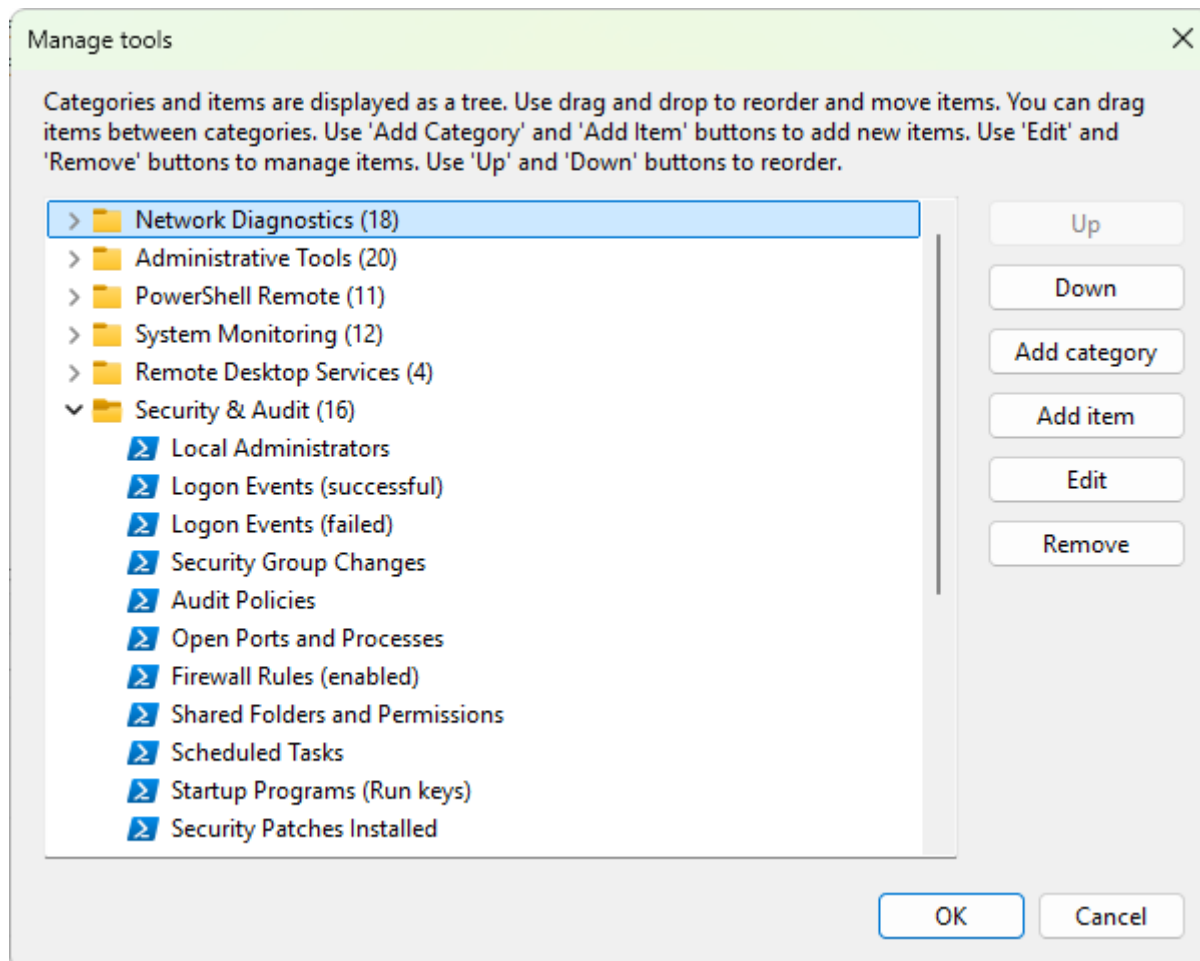 Manage tools
Categories and items are displayed as a tree. Use drag and drop to reorder and move items. You can drag
items between categories. Use 'Add Category' and 'Add Item' buttons to add new items. Use 'Edit' and
'Remove' buttons to manage items. Use 'Up' and 'Down' buttons to reorder.
Network Diagnostics (18)
Administrative Tools (20)
PowerShell Remote (11)
System Monitoring (12)
Remote Desktop Services (4)
Security & Audit (16)
Local Administrators
Logon Events (successful)
Logon Events (failed)
Security Group Changes
Audit Policies
Open Ports and Processes
Firewall Rules (enabled)
Shared Folders and Permissions
Scheduled Tasks
Startup Programs (Run keys)
Security Patches Installed
Up
Down
Add category
Add item
Edit
Remove
OK
Cancel